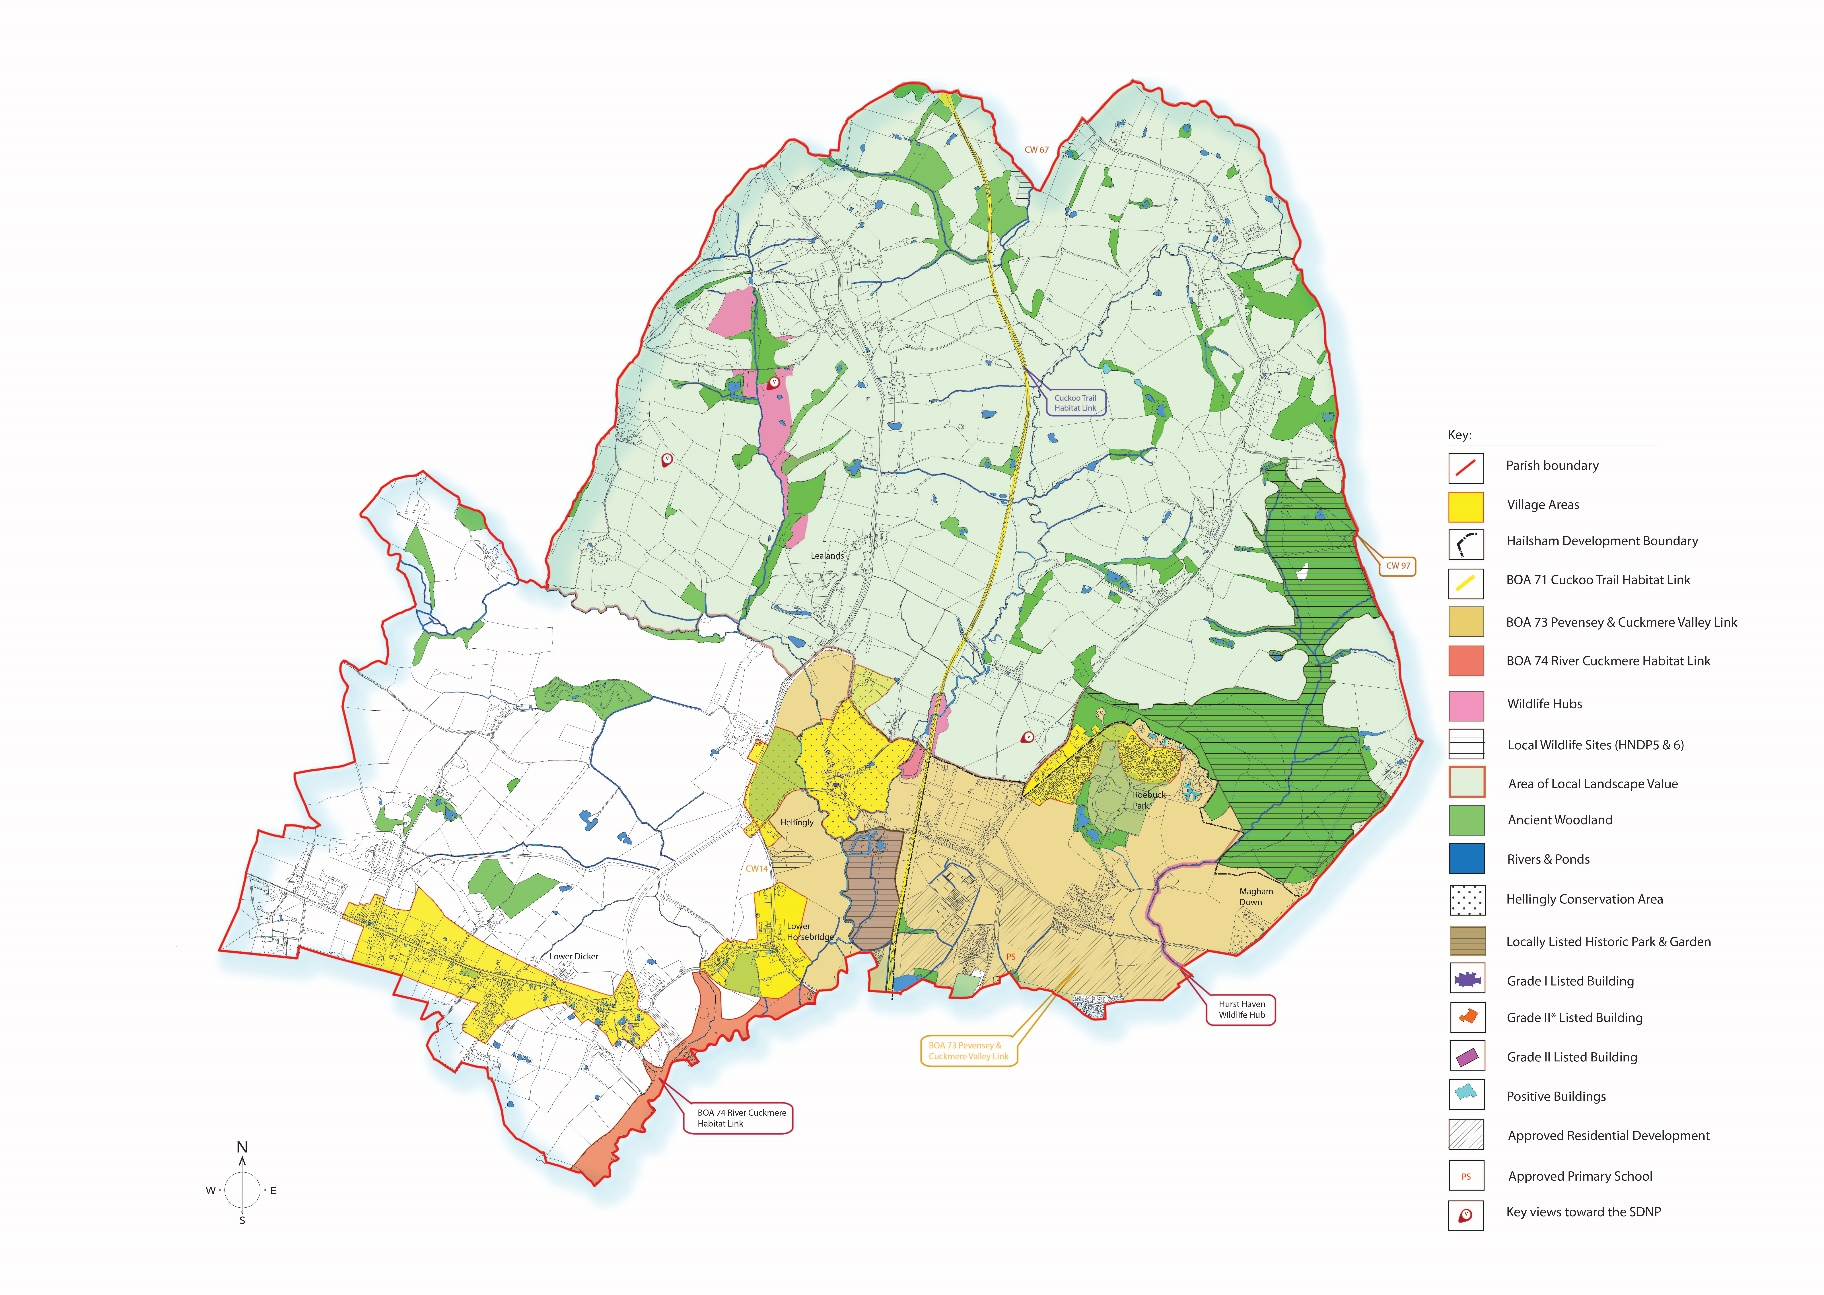 CW 67
Cuckoo Trail
Habitat Link
Lealands
CW 97
Roebuck
Park
Hellingly
CW14
Magham
Down
Lower
Horsebridge
Lower Dicker
PS
Hurst Haven
Wildlife Hub
BOA 73 Pevensey &
Cuckmere Valley Link
BOA 74 River Cuckmere
Habitat Link
N
W
E
S
Key:
Parish boundary
Village Areas
Hailsham Development Boundary
BOA 71 Cuckoo Trail Habitat Link
BOA 73 Pevensey & Cuckmere Valley Link
BOA 74 River Cuckmere Habitat Link
Wildlife Hubs
Local Wildlife Sites (HNDP5 & 6)
Area of Local Landscape Value
Ancient Woodland
Rivers & Ponds
Hellingly Conservation Area
Locally Listed Historic Park & Garden
Grade I Listed Building
Grade II* Listed Building
Grade II Listed Building
Positive Buildings
Approved Residential Development
PS
Approved Primary School
Key views toward the SDNP